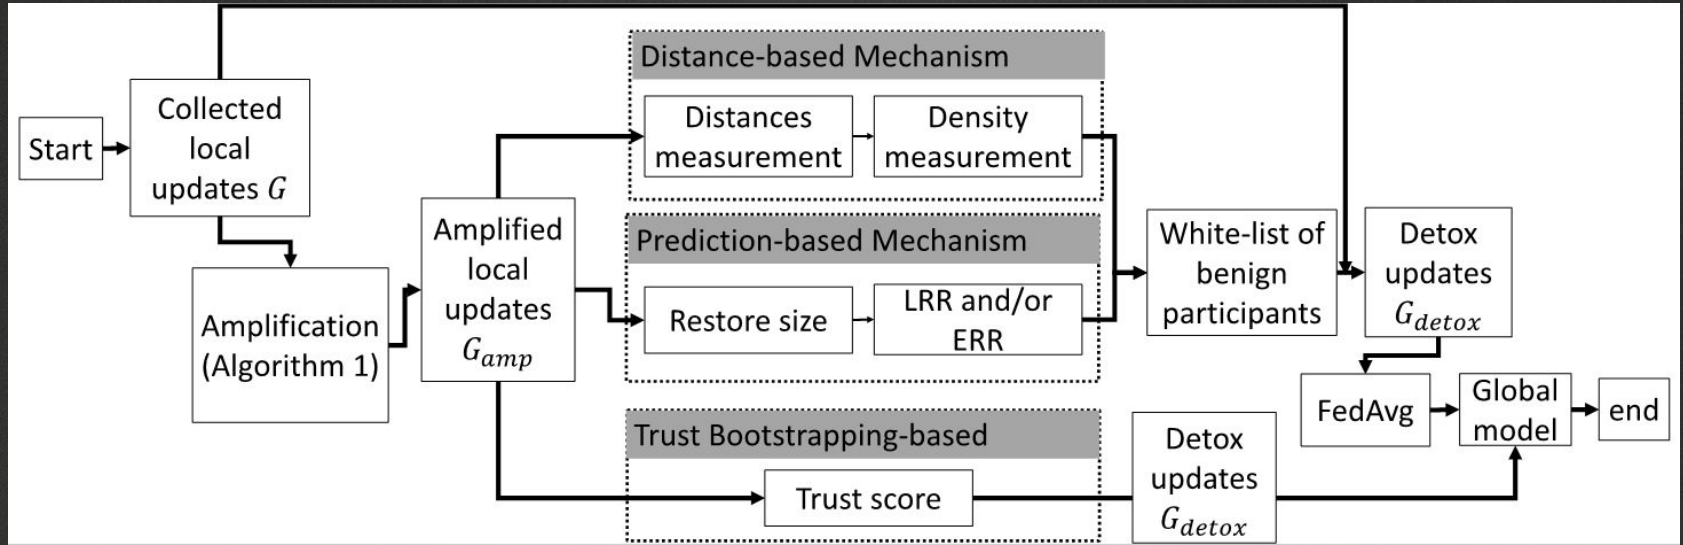 Start
Collected
local
updates G
Amplification
(Algorithm 1)
Amplified
local
updates
G_amp
Distance-based Mechanism
Distances
measurement
Density
measurement
Prediction-based Mechanism
Restore size
LRR and/or
ERR
Trust Bootstrapping-based
Trust score
White-list of
benign
participants
Detox
updates
G_detox
Detox
updates
G_detox
FedAvg
Global
model
end